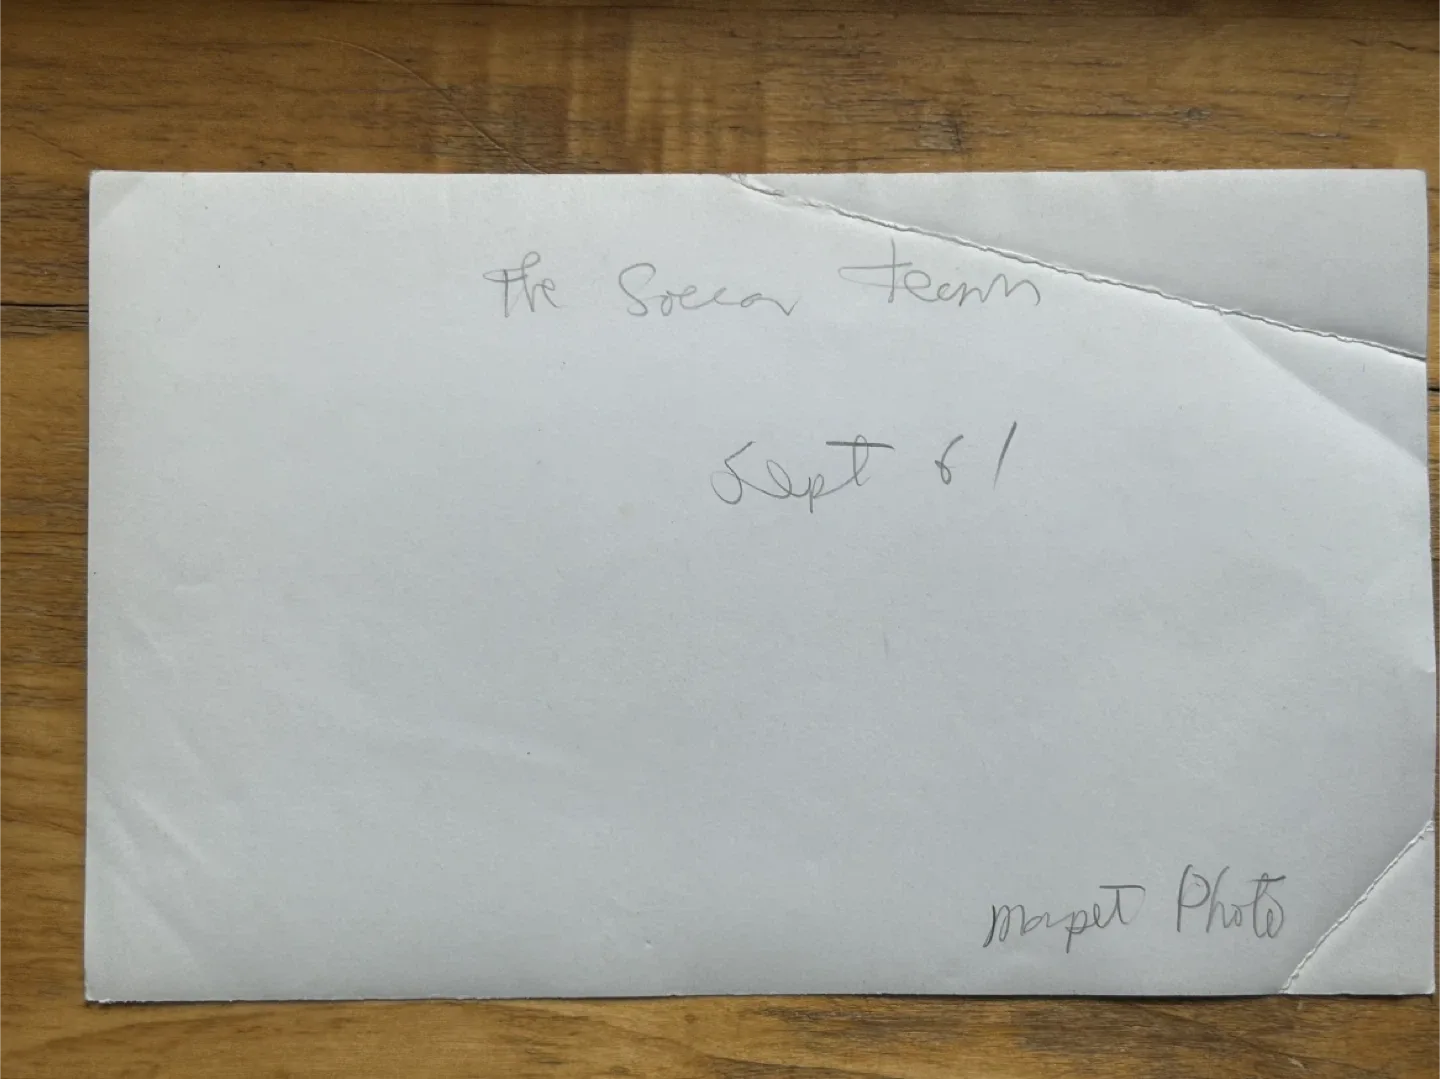 The Soccer Team
Sept 61
Photo